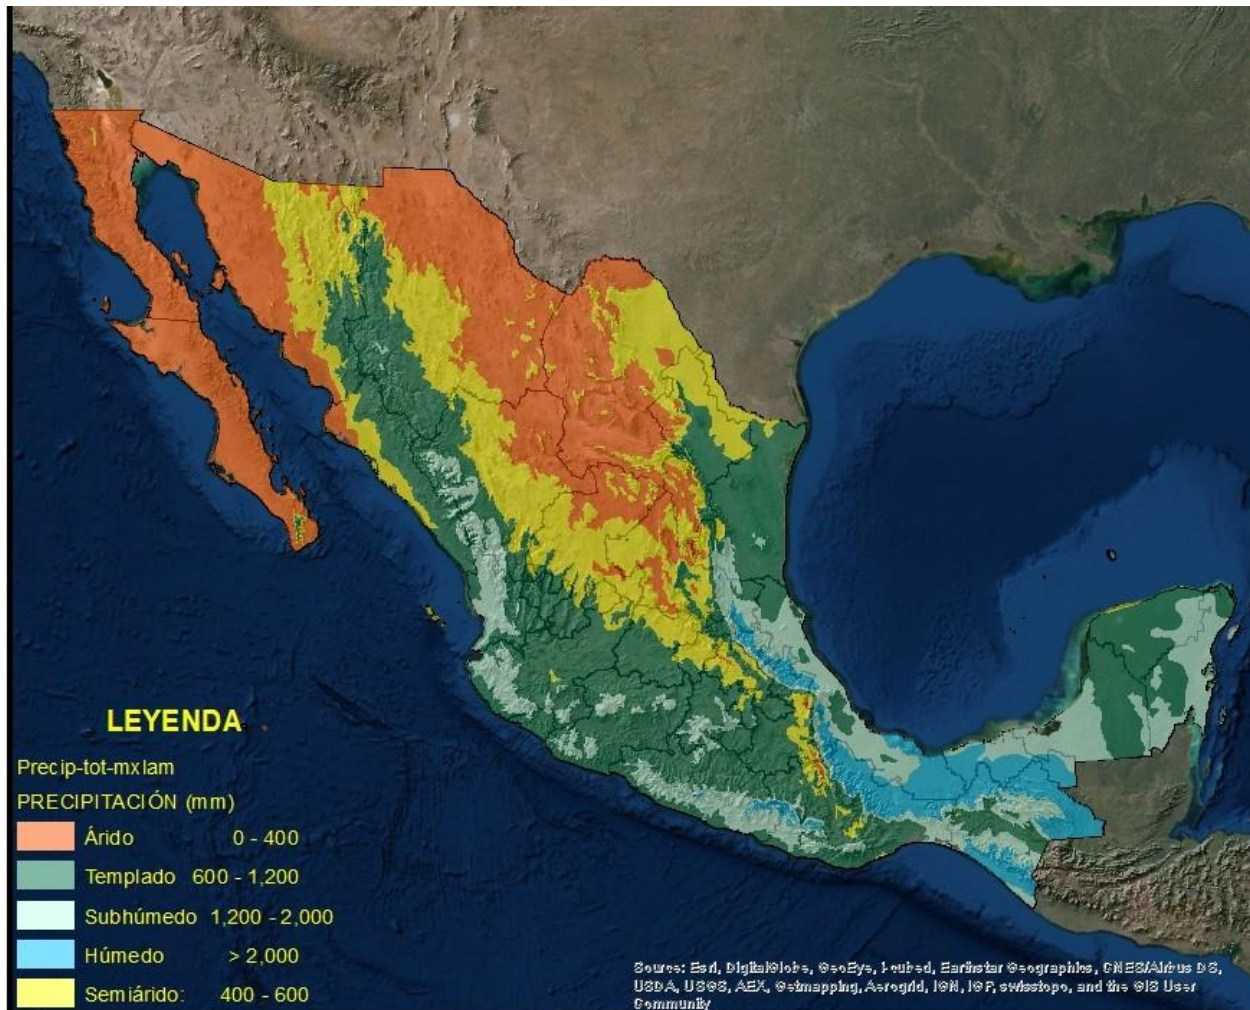 LEYENDA
Precip-tot-mxlam
PRECIPITACIÓN (mm)
Árido 0 - 400
Templado 600 - 1,200
Subhúmedo 1,200 - 2,000
Húmedo > 2,000
Semiárido: 400 - 600
Source: Esri, DigitalGlobe, GeoEye, i-cubed, Earthstar Geographics, CNES/Airbus DS,
USDA, USGS, AEX, Getmapping, Aerogrid, IGN, IGP, swisstopo, and the GIS User
Community